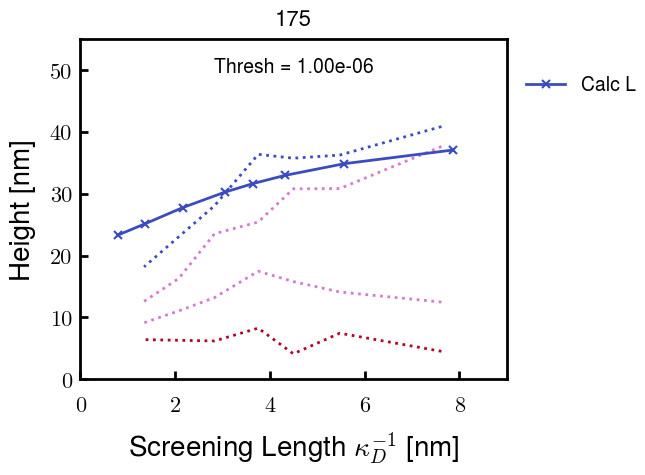 175
Thresh = 1.00e-06
Calc L
50
40
30
20
10
0
Height [nm]
0 2 4 6 8
Screening Length κ_D^{-1} [nm]